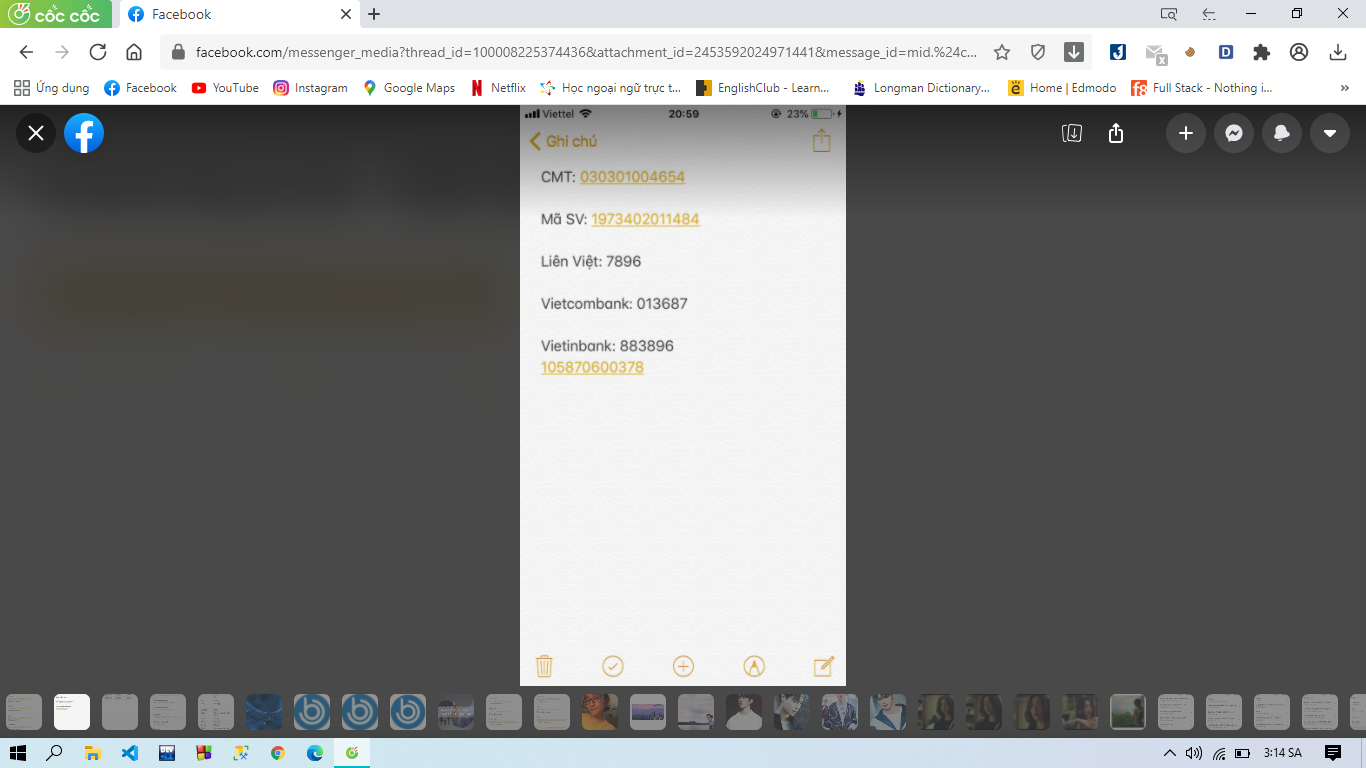 cốc cốc
Facebook
facebook.com/messenger_media?thread_id=100008225374436&attachment_id=2453592024971441&message_id=mid.%24c...
Ứng dụng
Facebook
YouTube
Instagram
Google Maps
Netflix
Học ngoại ngữ trực t...
EnglishClub - Learn...
Longman Dictionary...
Home | Edmodo
Full Stack - Nothing i...
»
Viettel
20:59
23%
Ghi chú
CMT: 030301004654
Mã SV: 1973402011484
Liên Việt: 7896
Vietcombank: 013687
Vietinbank: 883896
105870600378
3:14 SA